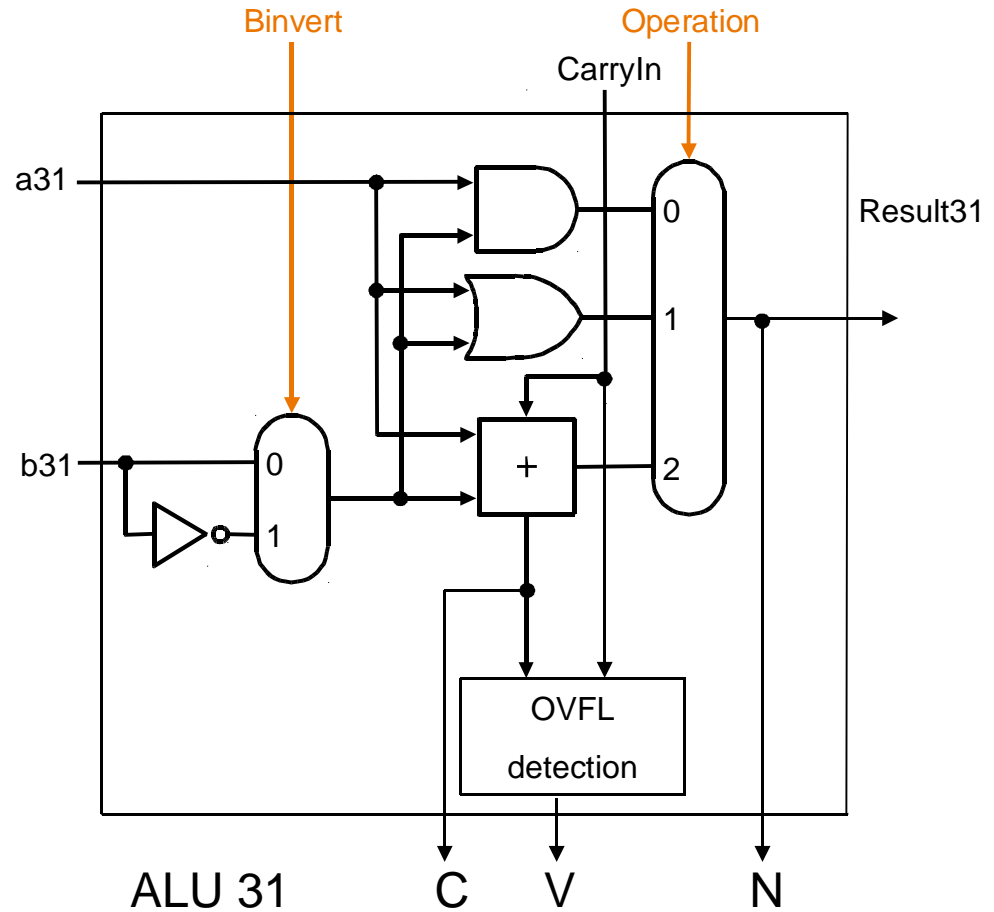 Binvert
Operation
CarryIn
a31
0
Result31
1
b31
0
+
2
1
OVFL
detection
ALU 31
C
V
N